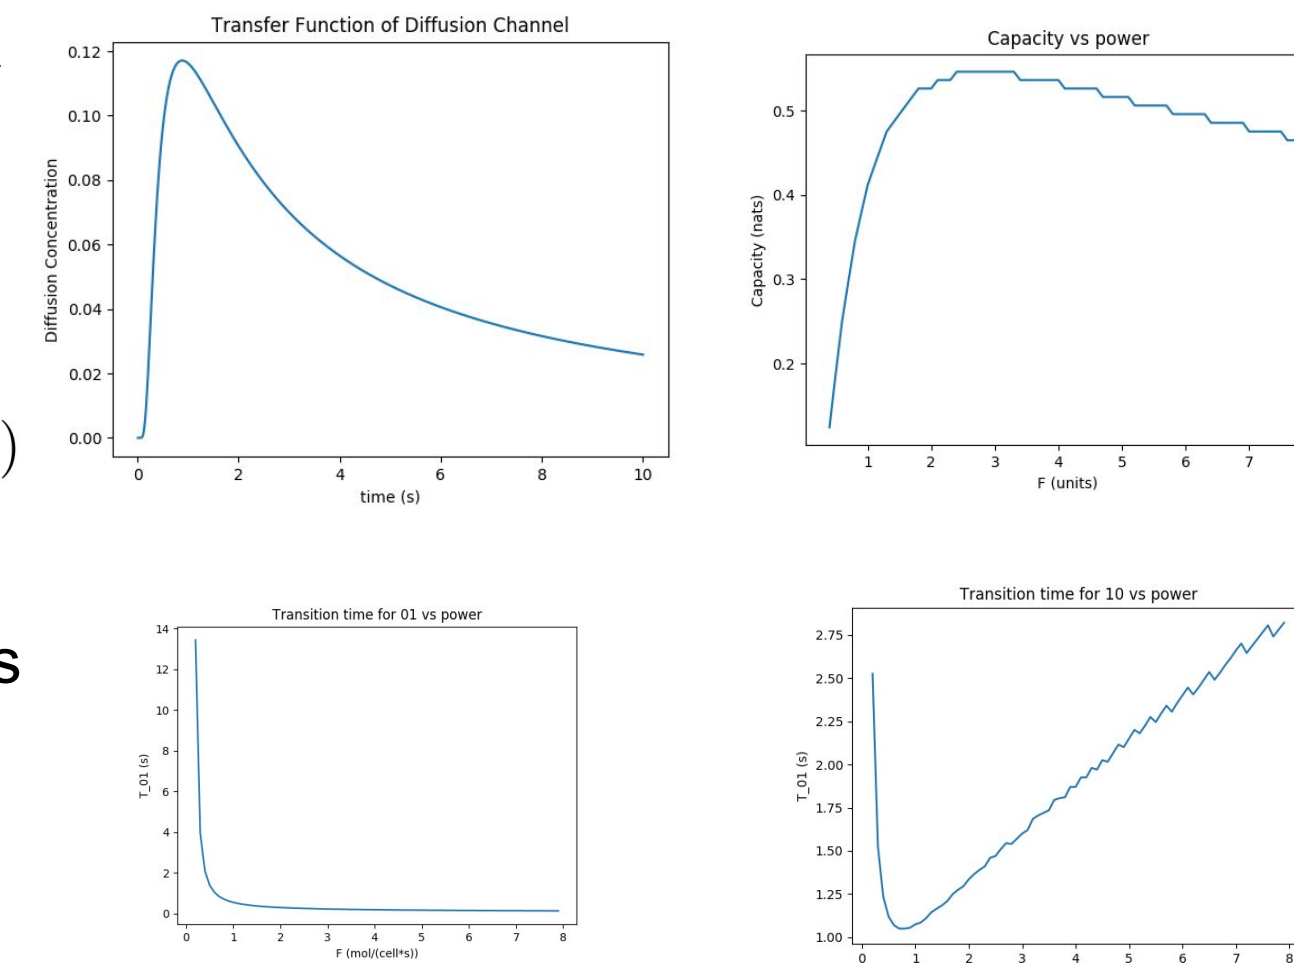 Transfer Function of Diffusion Channel
0.12
0.10
0.08
0.06
0.04
0.02
0.00
Diffusion Concentration
0 2 4 6 8 10
time (s)
Capacity vs power
0.5
0.4
0.3
0.2
Capacity (nats)
1 2 3 4 5 6 7
F (units)
)
s
Transition time for 01 vs power
14
12
10
8
6
4
2
0
T_01 (s)
0 1 2 3 4 5 6 7 8
F (mol/(cell*s))
Transition time for 10 vs power
2.75
2.50
2.25
2.00
1.75
1.50
1.25
1.00
T_01 (s)
0 1 2 3 4 5 6 7 8